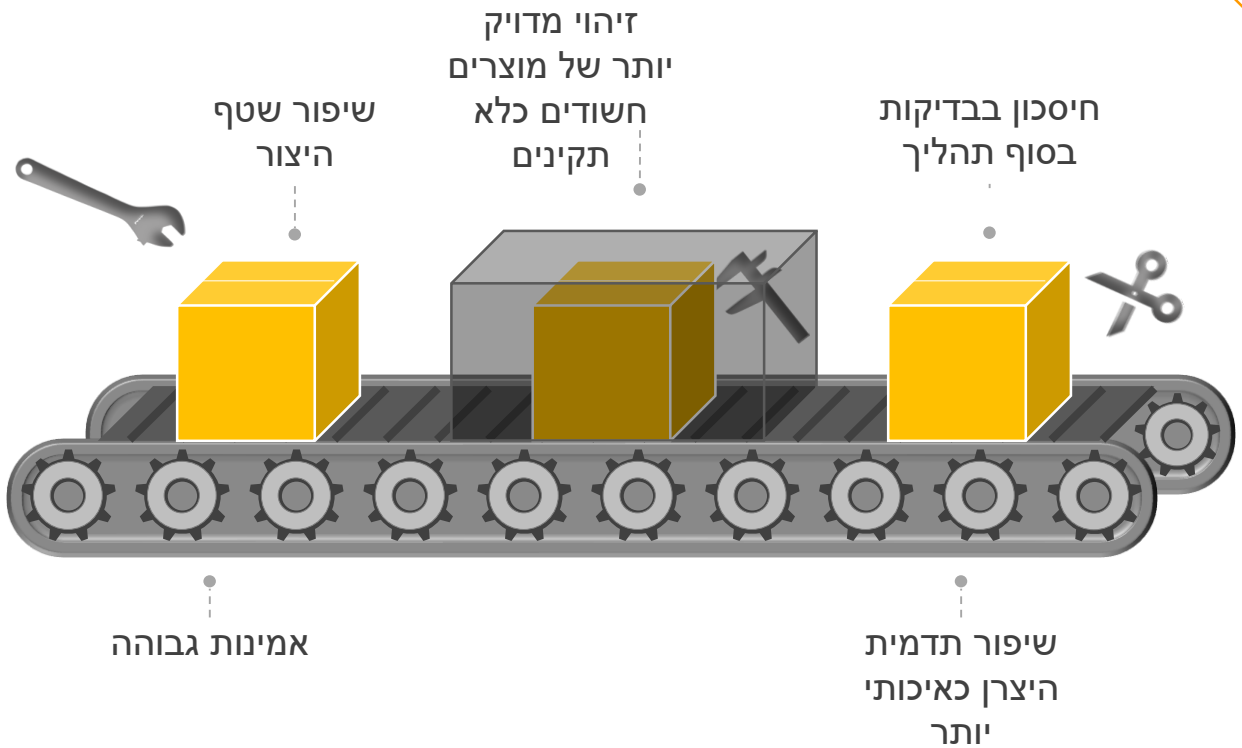 חיסכון בבדיקות
בסוף תהליך
זיהוי מדויק
יותר של מוצרים
חשודים כלא
תקינים
שיפור שטף
היצור
שיפור תדמית
היצרן כאיכותי
יותר
אמינות גבוהה